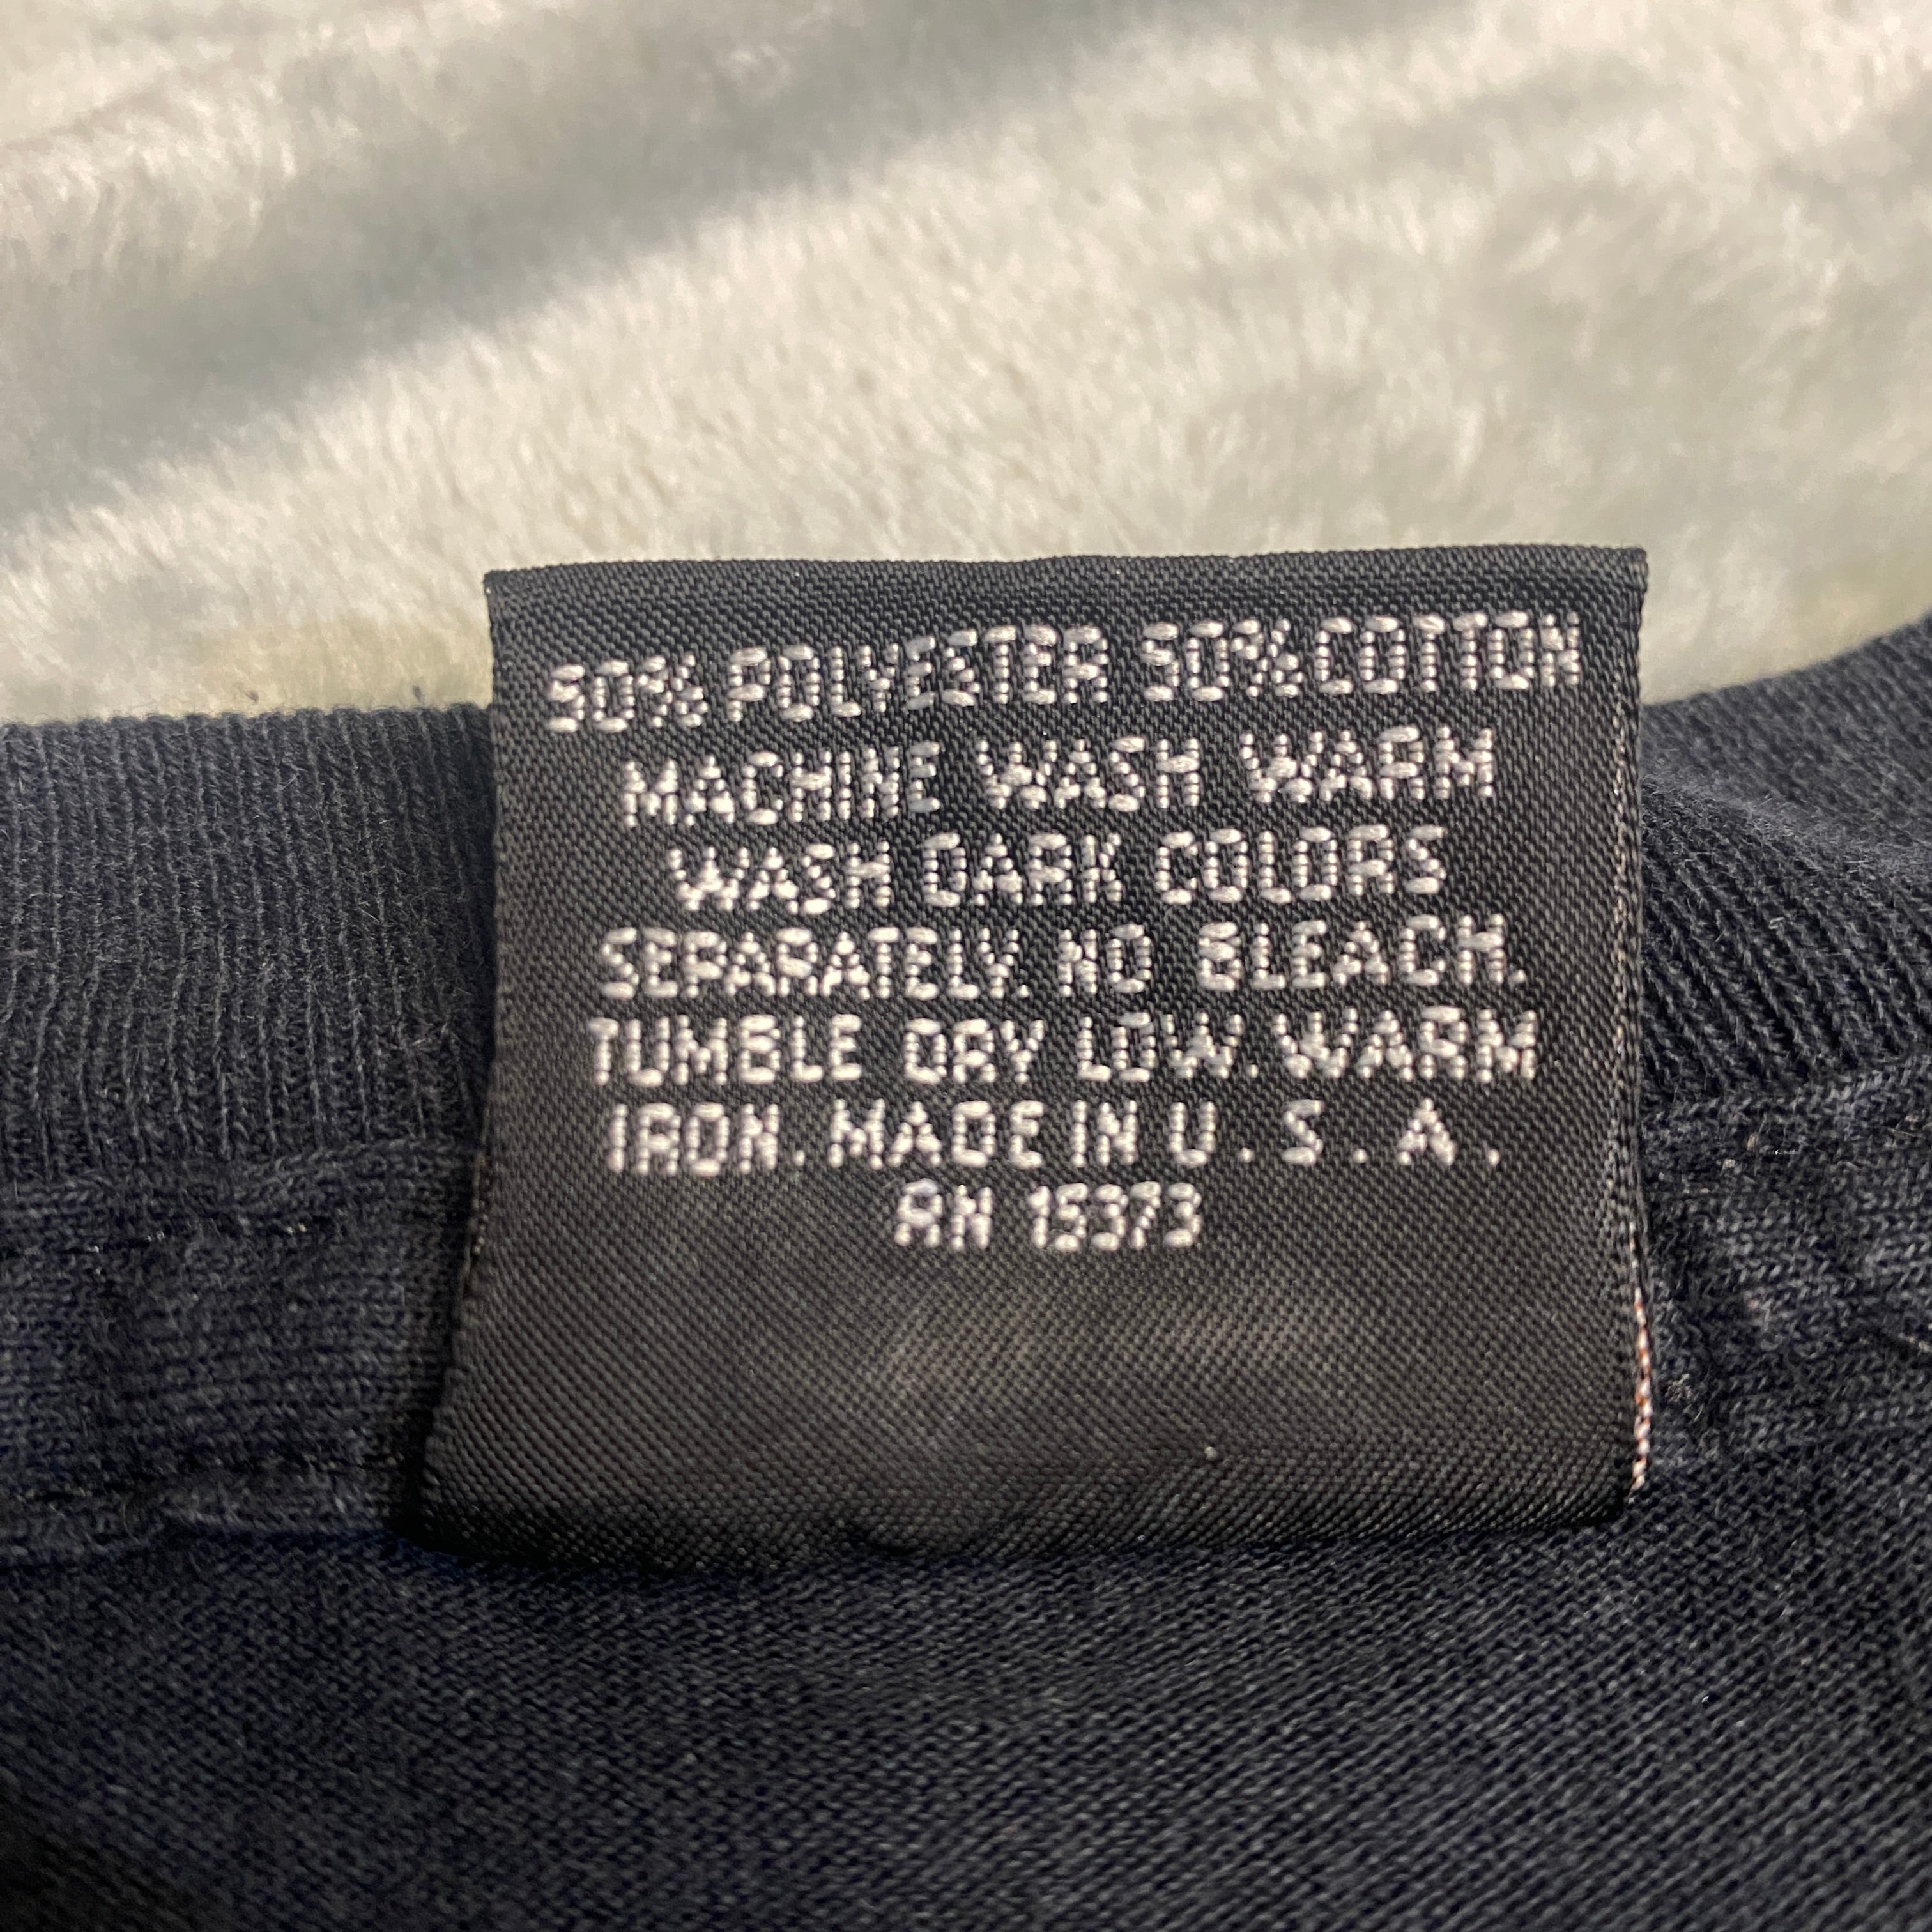 50% POLYESTER 50% COTTON
MACHINE WASH WARM
WASH DARK COLORS
SEPARATELY. NO BLEACH.
TUMBLE DRY LOW. WARM
IRON. MADE IN U.S.A.
RN 15373